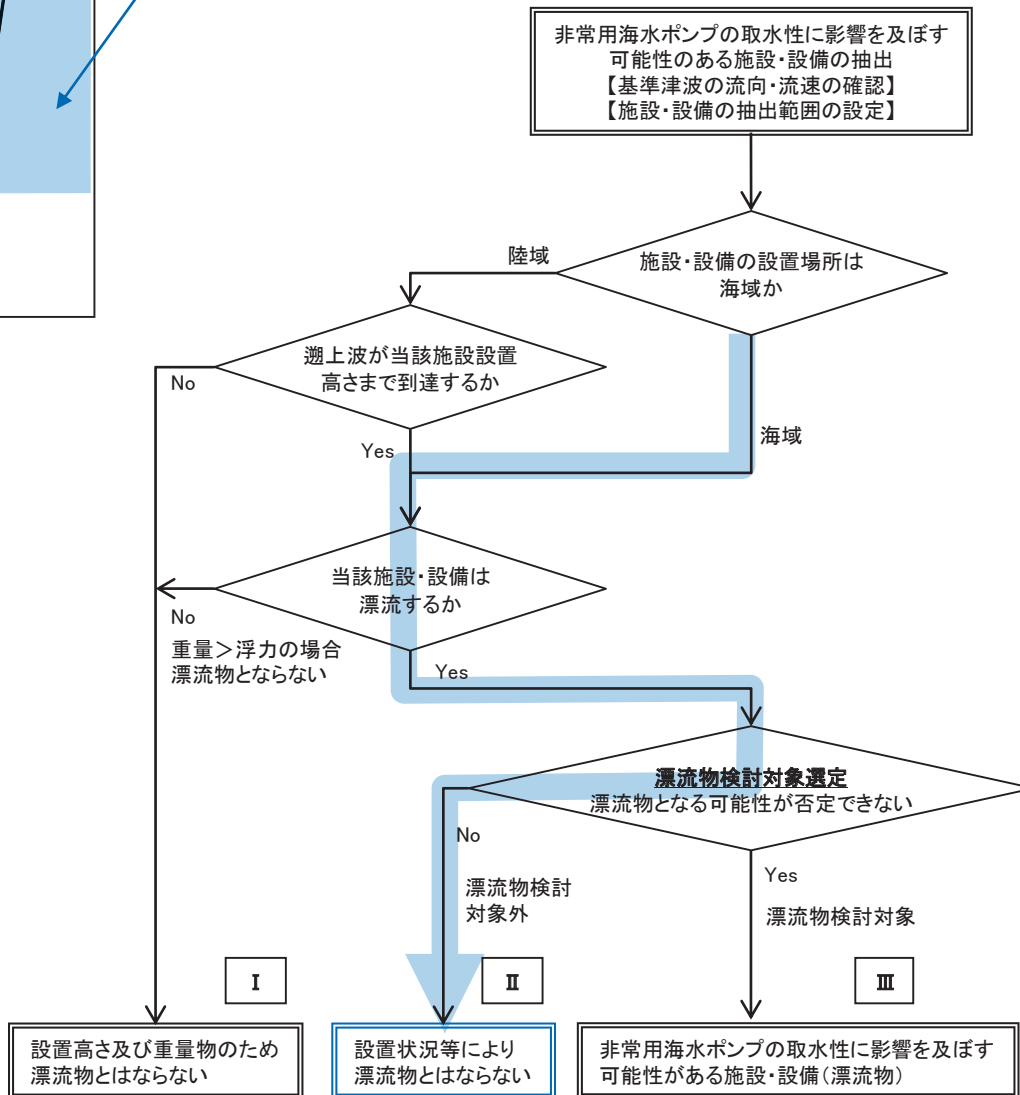 非常用海水ポンプの取水性に影響を及ぼす
可能性のある施設・設備の抽出
【基準津波の流向・流速の確認】
【施設・設備の抽出範囲の設定】
陸域
施設・設備の設置場所は
海域か
遡上波が当該施設設置
高さまで到達するか
No
Yes
海域
当該施設・設備は
漂流するか
No
重量＞浮力の場合
漂流物とならない
Yes
漂流物検討対象選定
漂流物となる可能性が否定できない
No
漂流物検討
対象外
Yes
漂流物検討対象
Ⅰ
Ⅱ
Ⅲ
設置高さ及び重量物のため
漂流物とはならない
設置状況等により
漂流物とはならない
非常用海水ポンプの取水性に影響を及ぼす
可能性がある施設・設備(漂流物)